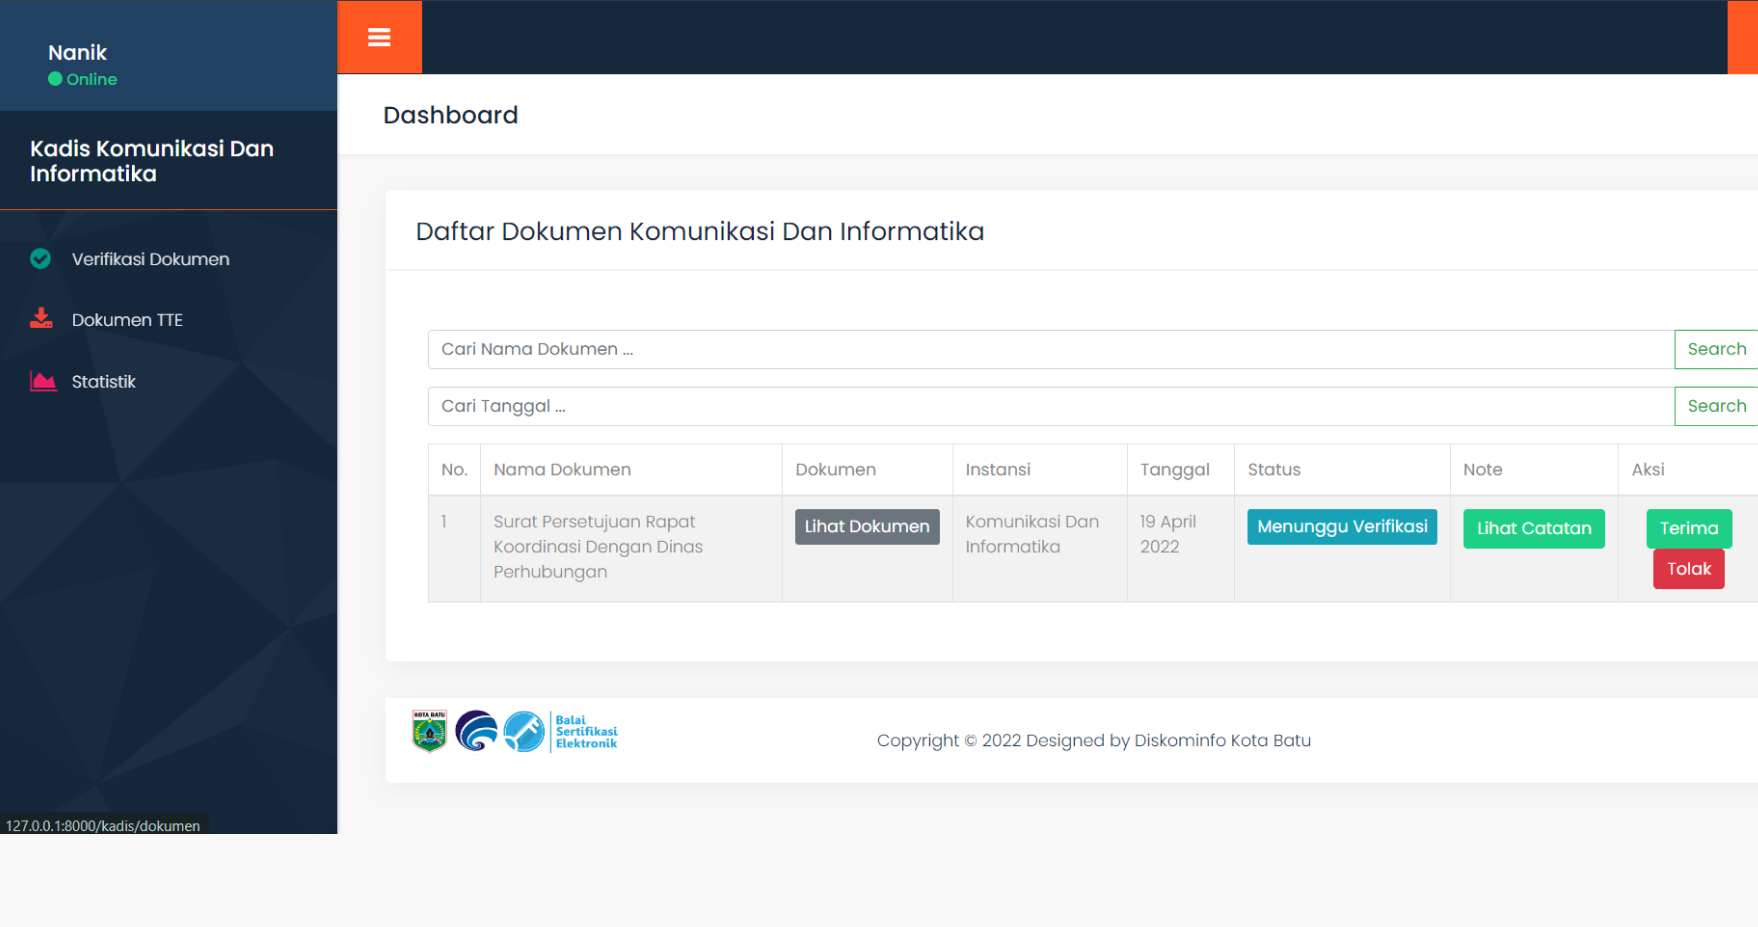 Nanik
Online
Kadis Komunikasi Dan
Informatika
Verifikasi Dokumen
Dokumen TTE
Statistik
127.0.0.1:8000/kadis/dokumen
Dashboard
Daftar Dokumen Komunikasi Dan Informatika
Cari Nama Dokumen ... Search
Cari Tanggal ... Search
No. Nama Dokumen Dokumen Instansi Tanggal Status Note Aksi
1 Surat Persetujuan Rapat Koordinasi Dengan Dinas Perhubungan Lihat Dokumen Komunikasi Dan Informatika 19 April 2022 Menunggu Verifikasi Lihat Catatan Terima
Tolak
KOTA BATU
Balai
Sertifikasi
Elektronik
Copyright © 2022 Designed by Diskominfo Kota Batu